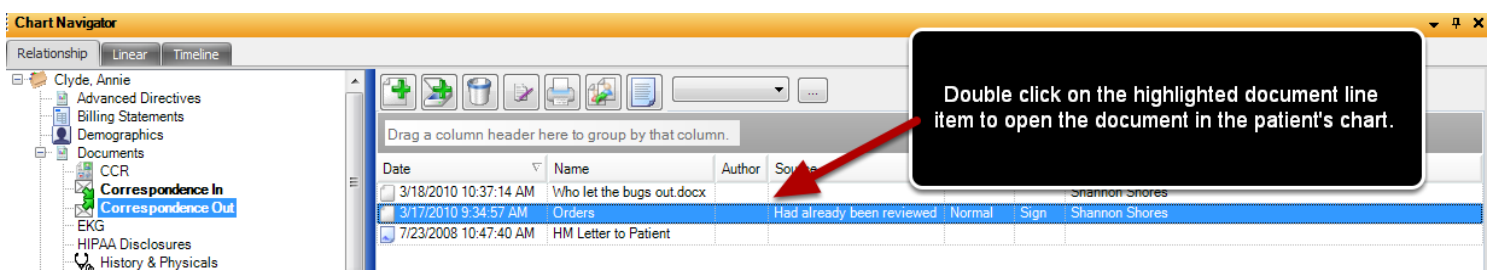 Chart Navigator
Relationship Linear Timeline
Clyde, Annie
Advanced Directives
Billing Statements
Demographics
Documents
CCR
Correspondence In
Correspondence Out
EKG
HIPAA Disclosures
History & Physicals
...
Drag a column header here to group by that column.
Date Name Author Source
3/18/2010 10:37:14 AM Who let the bugs out.docx Shannon Shores
3/17/2010 9:34:57 AM Orders Had already been reviewed Normal Sign Shannon Shores
7/23/2008 10:47:40 AM HM Letter to Patient
Double click on the highlighted document line
item to open the document in the patient's chart.